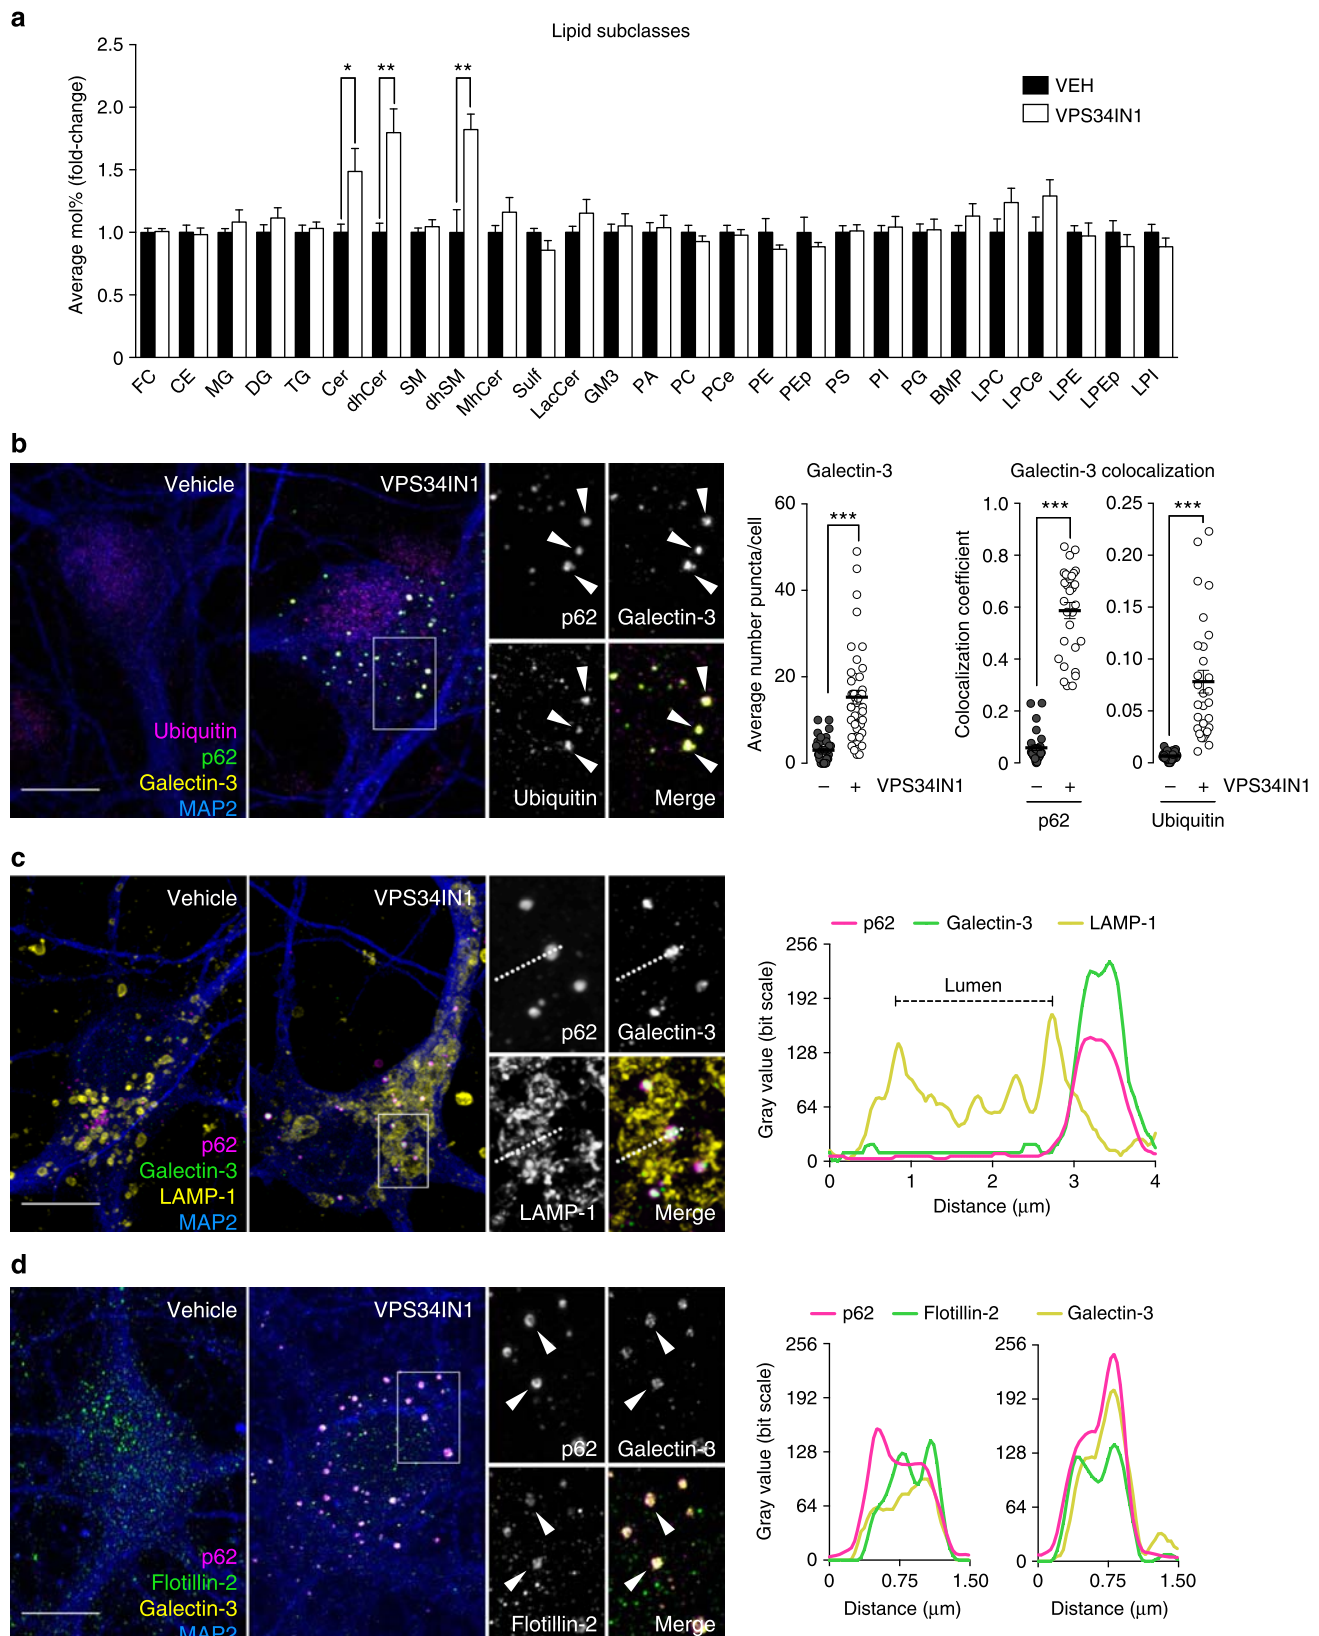 a
Lipid subclasses
Average mol% (fold-change)
2.5
2.0
1.5
1.0
0.5
0
* ** **
VEH
VPS34IN1
FC CE MG DG TG Cer dhCer SM dhSM MhCer Sulf LacCer GM3 PA PC PCe PE PEp PS PI PG BMP LPC LPCe LPE LPEp LPI
b
Vehicle
VPS34IN1
Ubiquitin
p62
Galectin-3
MAP2
p62
Galectin-3
Ubiquitin
Merge
Galectin-3
Average number puncta/cell
60
40
20
0
***
– + VPS34IN1
Galectin-3 colocalization
Colocalization coefficient
1.0
0.8
0.6
0.4
0.2
0
***
0.25
0.20
0.15
0.10
0.05
0
***
– + – + VPS34IN1
p62
Ubiquitin
c
Vehicle
VPS34IN1
p62
Galectin-3
LAMP-1
MAP2
p62
Galectin-3
LAMP-1
Merge
p62 Galectin-3 LAMP-1
Gray value (bit scale)
256
192
128
64
0
Lumen
0 1 2 3 4
Distance (μm)
d
Vehicle
VPS34IN1
p62
Flotillin-2
Galectin-3
MAP2
p62
Galectin-3
Flotillin-2
Merge
p62 Flotillin-2 Galectin-3
Gray value (bit scale)
256
192
128
64
0
0 0.75 1.50
Distance (μm)
256
192
128
64
0
0 0.75 1.50
Distance (μm)